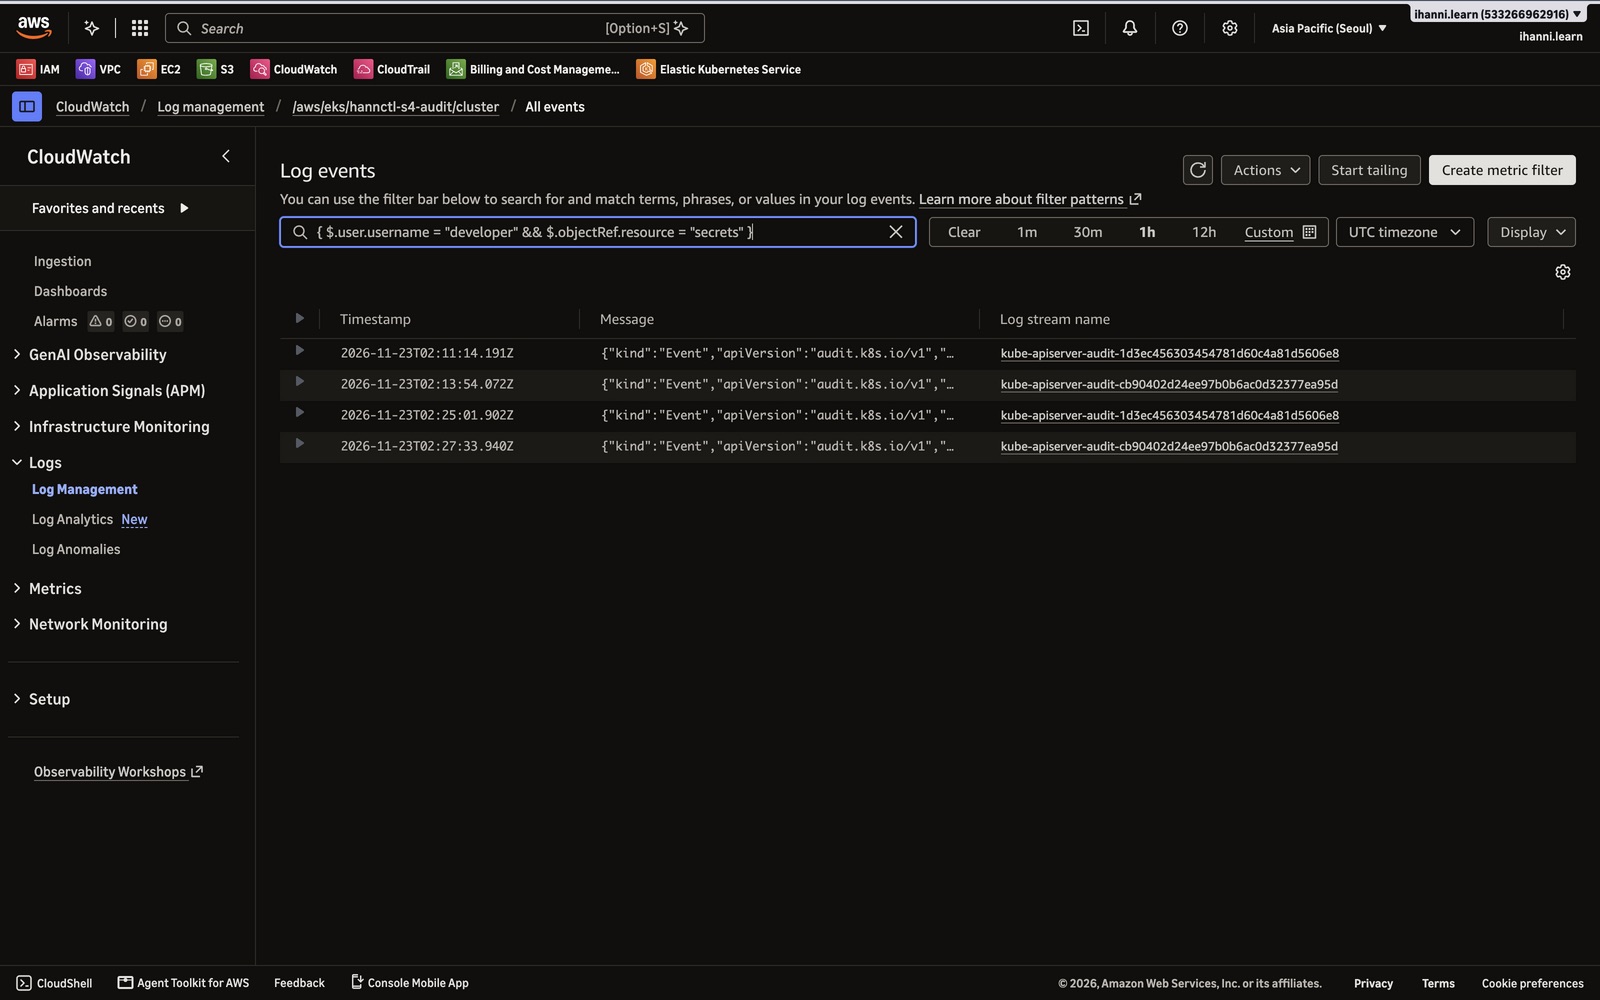 aws
Search [Option+S]
Asia Pacific (Seoul)
ihanni.learn (533266962916)
ihanni.learn
IAM VPC EC2 S3 CloudWatch CloudTrail Billing and Cost Manageme... Elastic Kubernetes Service
CloudWatch / Log management / /aws/eks/hannctl-s4-audit/cluster / All events
CloudWatch
Favorites and recents
Ingestion
Dashboards
Alarms 0 0 0
GenAI Observability
Application Signals (APM)
Infrastructure Monitoring
Logs
Log Management
Log Analytics New
Log Anomalies
Metrics
Network Monitoring
Setup
Observability Workshops
Log events
Actions Start tailing Create metric filter
You can use the filter bar below to search for and match terms, phrases, or values in your log events. Learn more about filter patterns
{ $.user.username = "developer" && $.objectRef.resource = "secrets" }
Clear 1m 30m 1h 12h Custom UTC timezone Display
Timestamp Message Log stream name
2026-11-23T02:11:14.191Z {"kind":"Event","apiVersion":"audit.k8s.io/v1","… kube-apiserver-audit-1d3ec456303454781d60c4a81d5606e8
2026-11-23T02:13:54.072Z {"kind":"Event","apiVersion":"audit.k8s.io/v1","… kube-apiserver-audit-cb90402d24ee97b0b6ac0d32377ea95d
2026-11-23T02:25:01.902Z {"kind":"Event","apiVersion":"audit.k8s.io/v1","… kube-apiserver-audit-1d3ec456303454781d60c4a81d5606e8
2026-11-23T02:27:33.940Z {"kind":"Event","apiVersion":"audit.k8s.io/v1","… kube-apiserver-audit-cb90402d24ee97b0b6ac0d32377ea95d
CloudShell Agent Toolkit for AWS Feedback Console Mobile App
© 2026, Amazon Web Services, Inc. or its affiliates. Privacy Terms Cookie preferences